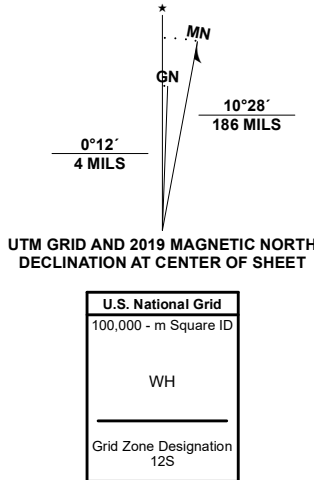 ★
MN
GN
0°12´
4 MILS
10°28´
186 MILS
UTM GRID AND 2019 MAGNETIC NORTH
DECLINATION AT CENTER OF SHEET
U.S. National Grid
100,000 - m Square ID
WH
Grid Zone Designation
12S